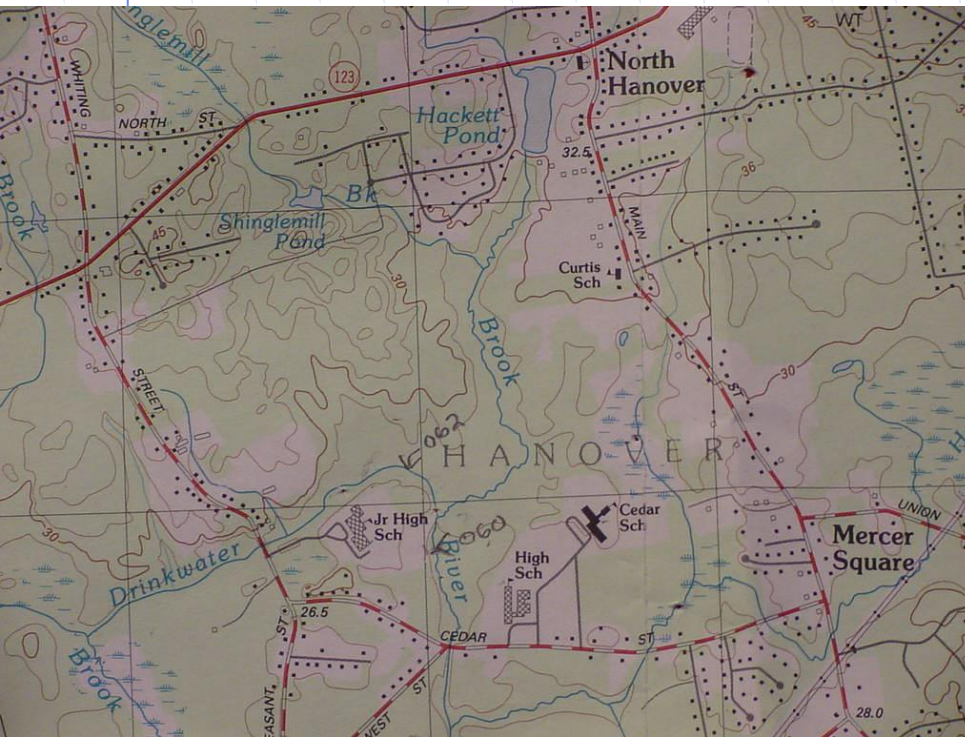 nglemill
WT
45
WHITING
123
North
Hanover
NORTH ST
Hackett
Pond
32.5
36
Brook
Bk
Shinglemill
Pond
45
MAIN
Curtis
Sch
30
Brook
STREET
ST
30
062
HANOVER
H
30
Jr High
Sch
060
Cedar
Sch
UNION
Mercer
Square
Drinkwater
River
High
Sch
26.5
ST
CEDAR
ST
Brook
EASANT
WEST ST
28.0